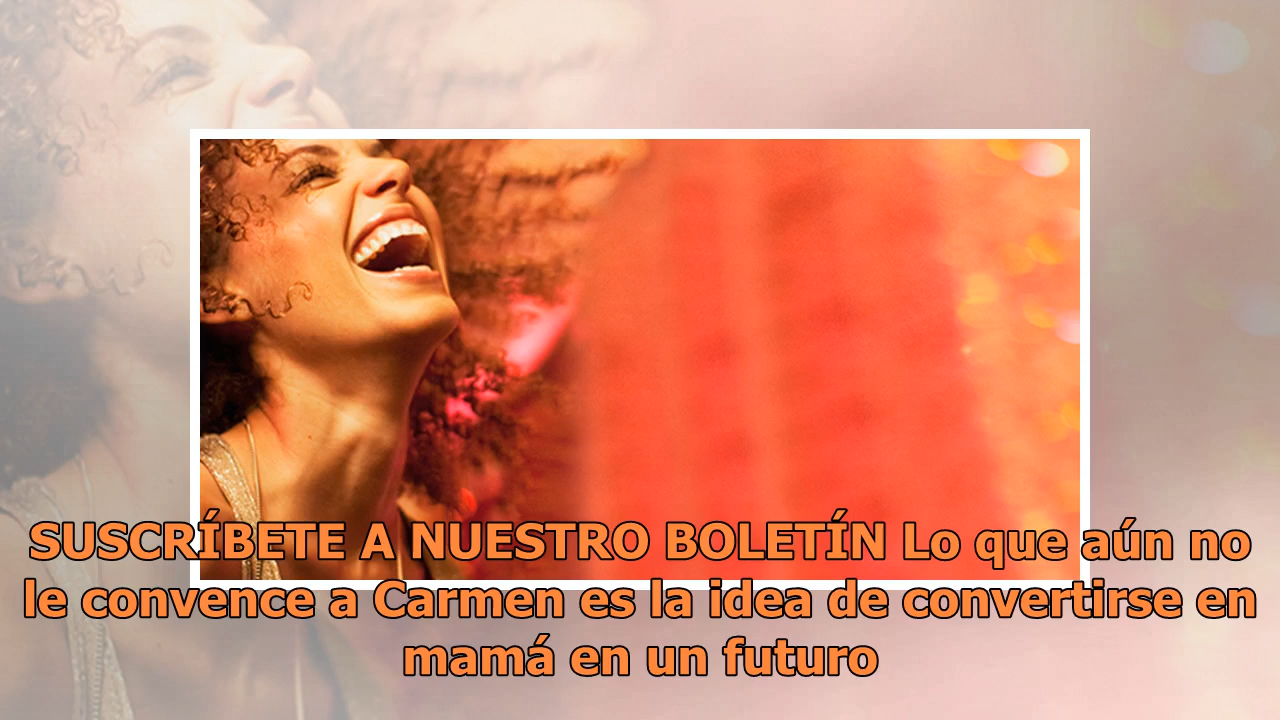 SUSCRÍBETE A NUESTRO BOLETÍN Lo que aún no
le convence a Carmen es la idea de convertirse en
mamá en un futuro